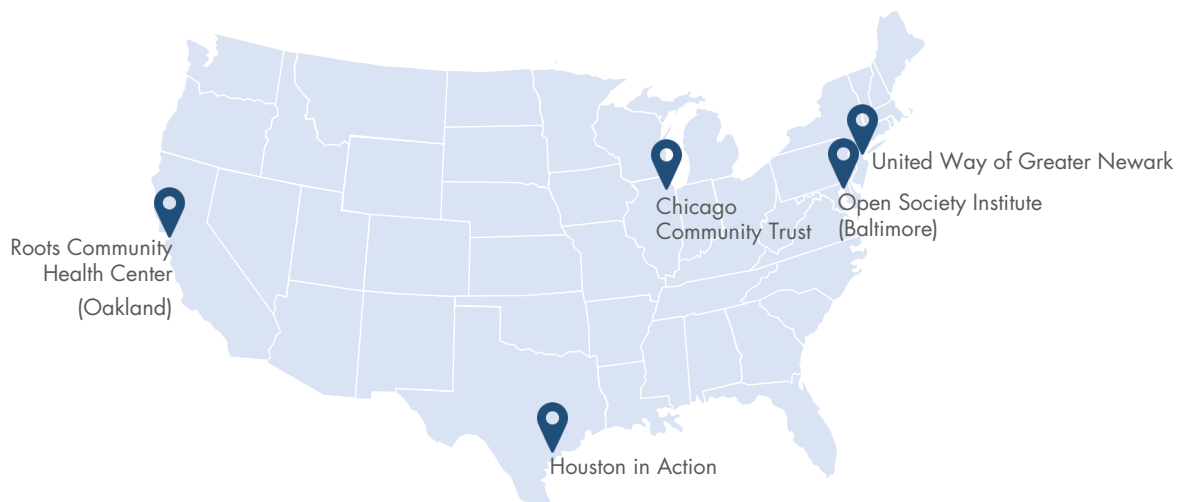 United Way of Greater Newark
Chicago
Community Trust
Open Society Institute
(Baltimore)
Roots Community
Health Center
(Oakland)
Houston in Action